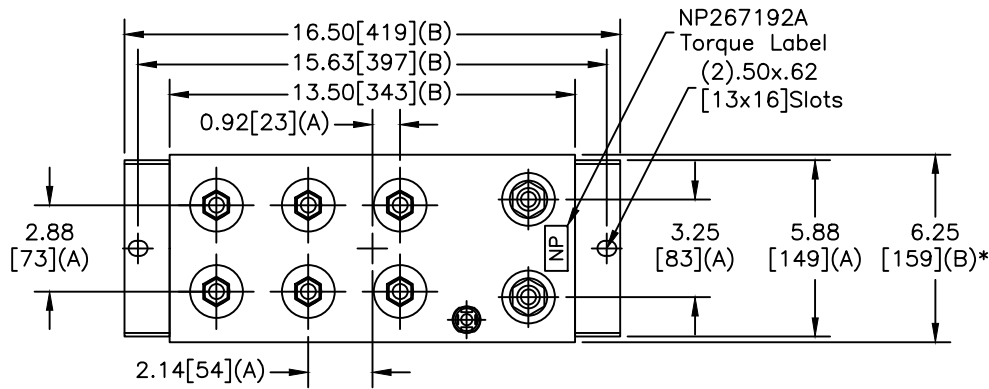 16.50[419](B)
15.63[397](B)
13.50[343](B)
0.92[23](A)
NP267192A
Torque Label
(2).50x.62
[13x16]Slots
2.88
[73](A)
NP
3.25
[83](A)
5.88
[149](A)
6.25
[159](B)*
2.14[54](A)